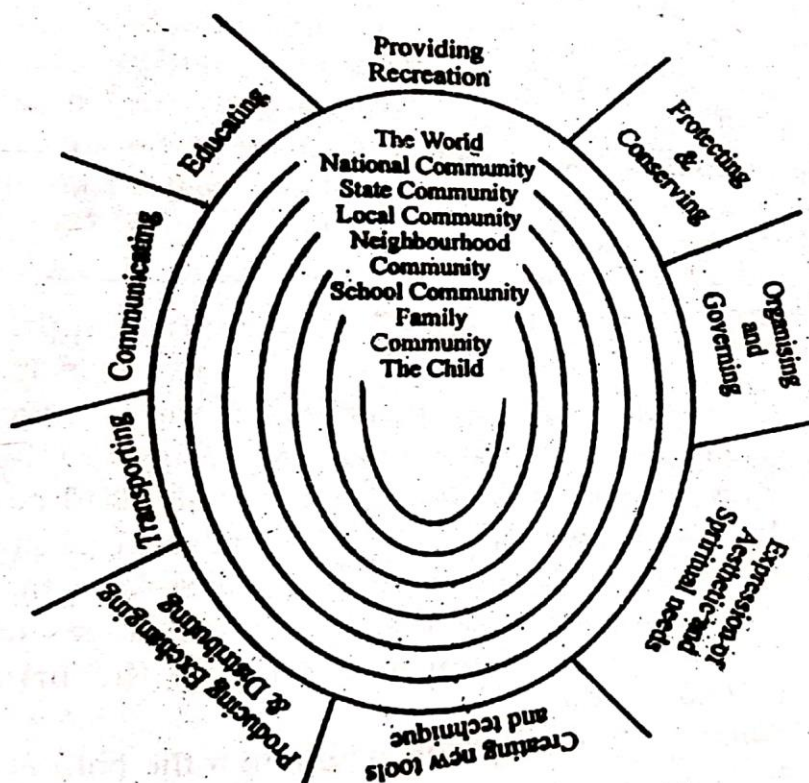 Providing
Recreation
Protecting
&
Conserving
Organising
and
Governing
Expression of
Aesthetic and
Spriritual needs
Creating new tools
and technique
Producing Exchanging
& Distributing
Transporting
Communicating
Educating
The World
National Community
State Community
Local Community
Neighbourhood
Community
School Community
Family
Community
The Child